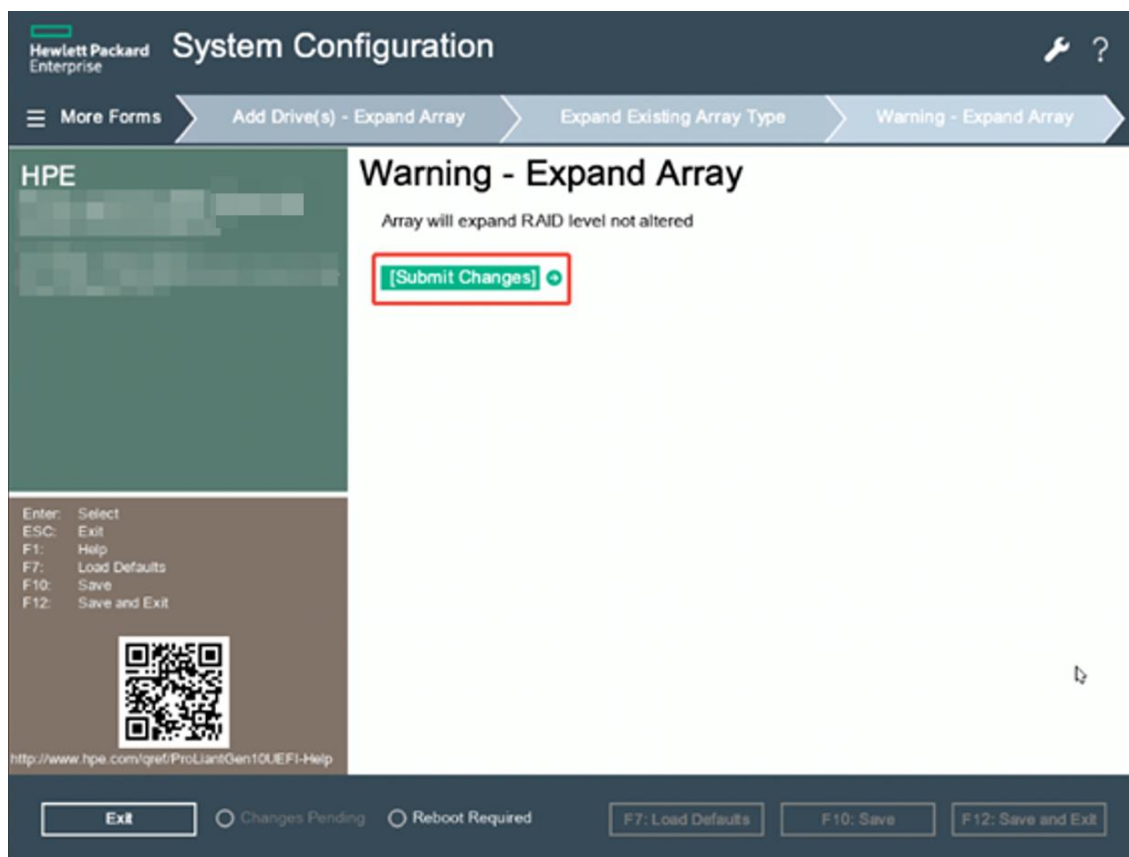 Hewlett Packard
Enterprise
System Configuration
?
More Forms
Add Drive(s) - Expand Array
Expand Existing Array Type
Warning - Expand Array
HPE
Warning - Expand Array
Array will expand RAID level not altered
[Submit Changes]
Enter: Select
ESC: Exit
F1: Help
F7: Load Defaults
F10: Save
F12: Save and Exit
http://www.hpe.com/qref/ProLiantGen10UEFI-Help
Exit
Changes Pending
Reboot Required
F7: Load Defaults
F10: Save
F12: Save and Exit